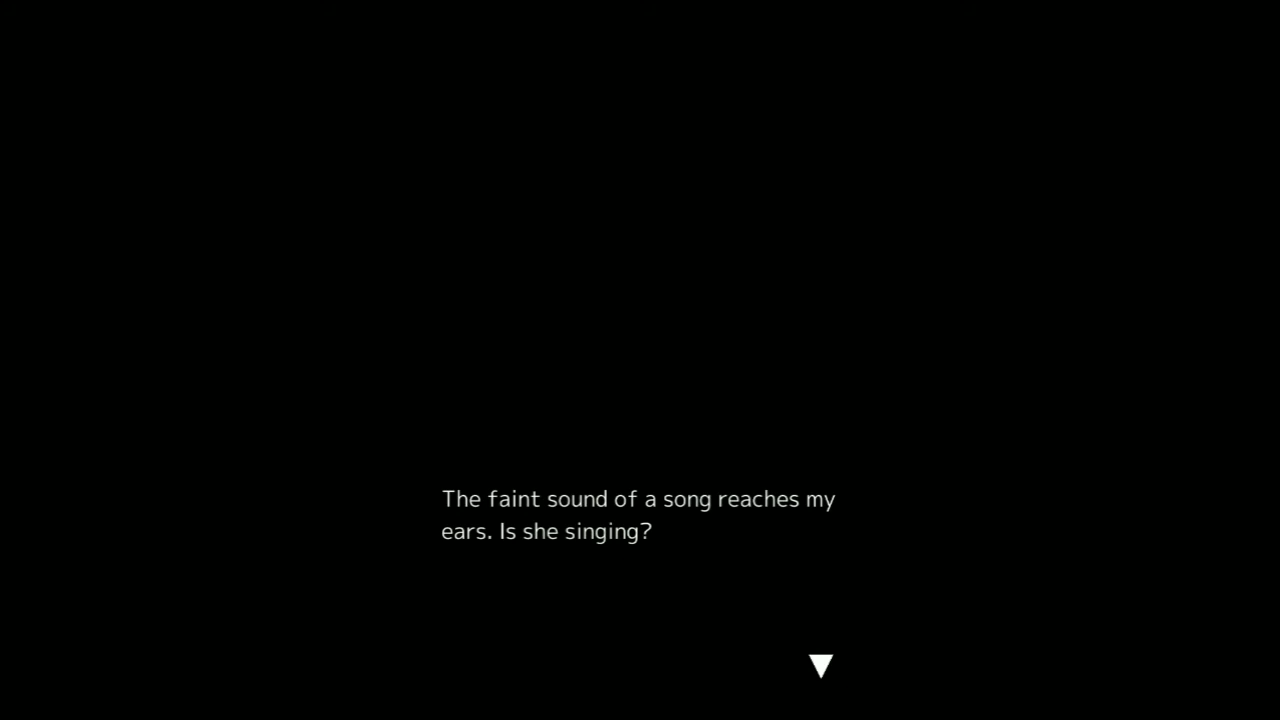 The faint sound of a song reaches my
ears. Is she singing?